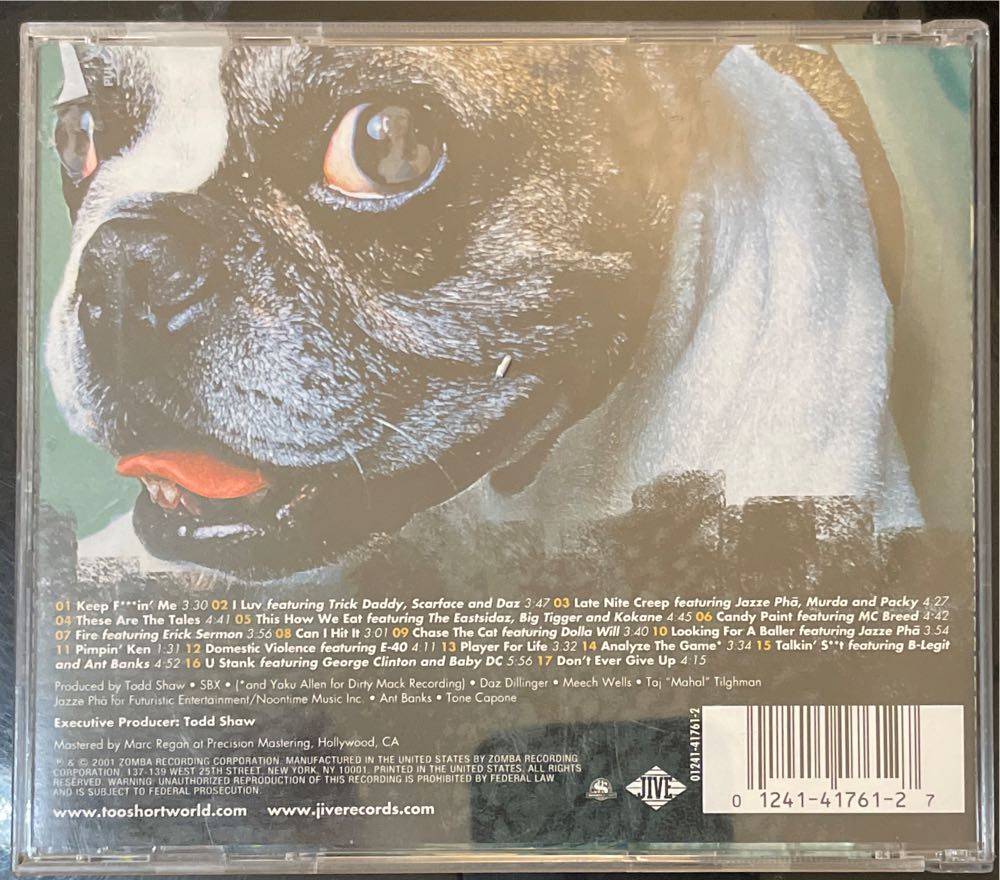 01 Keep F***in' Me 3:30 02 I Luv featuring Trick Daddy, Scarface and Daz 3:47 03 Late Nite Creep featuring Jazze Phā, Murda and Packy 4:27
04 These Are The Tales 4:41 05 This How We Eat featuring The Eastsidaz, Big Tigger and Kokane 4:45 06 Candy Paint featuring MC Breed 4:42
07 Fire featuring Erick Sermon 3:56 08 Can I Hit It 3:01 09 Chase The Cat featuring Dolla Will 3:40 10 Looking For A Baller featuring Jazze Phā 3:54
11 Pimpin' Ken 1:31 12 Domestic Violence featuring E-40 4:11 13 Player For Life 3:32 14 Analyze The Game* 3:34 15 Talkin' S**t featuring B-Legit
and Ant Banks 4:52 16 U Stank featuring George Clinton and Baby DC 5:56 17 Don't Ever Give Up 4:15
Produced by Todd Shaw • SBX • (*and Yaku Allen for Dirty Mack Recording) • Daz Dillinger • Meech Wells • Taj "Mahal" Tilghman
Jazze Phā for Futuristic Entertainment/Noontime Music Inc. • Ant Banks • Tone Capone
Executive Producer: Todd Shaw
Mastered by Marc Regan at Precision Mastering, Hollywood, CA
℗ & © 2001 ZOMBA RECORDING CORPORATION. MANUFACTURED IN THE UNITED STATES BY ZOMBA RECORDING
CORPORATION, 137-139 WEST 25TH STREET, NEW YORK, NY 10001. PRINTED IN THE UNITED STATES. ALL RIGHTS
RESERVED. WARNING: UNAUTHORIZED REPRODUCTION OF THIS RECORDING IS PROHIBITED BY FEDERAL LAW
AND IS SUBJECT TO FEDERAL PROSECUTION.
www.tooshortworld.com www.jiverecords.com
JIVE
01241-41761-2
0 1241-41761-2 7